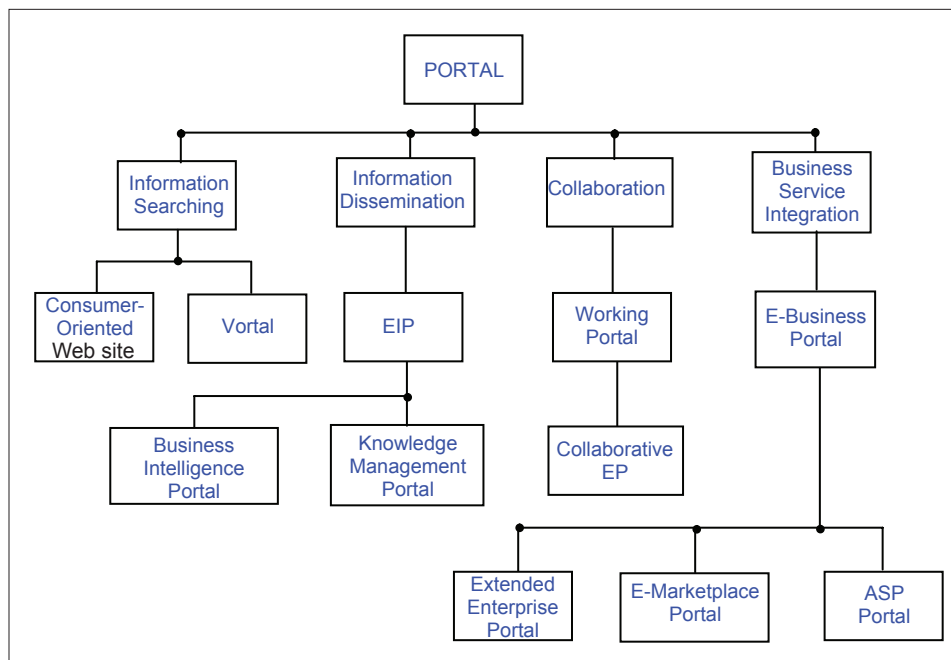 PORTAL
Information
Searching
Information
Dissemination
Collaboration
Business
Service
Integration
Consumer-
Oriented
Web site
Vortal
EIP
Working
Portal
E-Business
Portal
Business
Intelligence
Portal
Knowledge
Management
Portal
Collaborative
EP
Extended
Enterprise
Portal
E-Marketplace
Portal
ASP
Portal